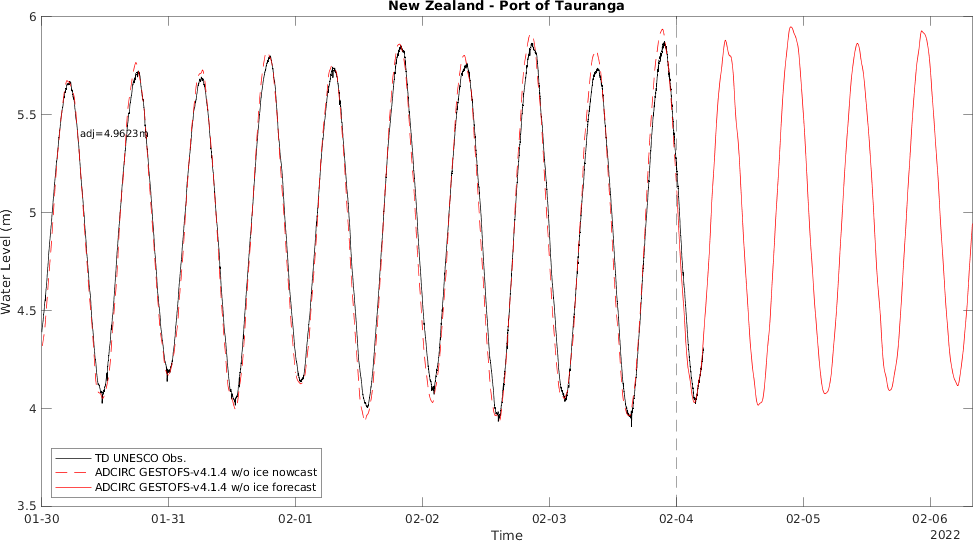 New Zealand - Port of Tauranga
6
5.5
5
4.5
4
3.5
Water Level (m)
adj=4.9623m
TD UNESCO Obs.
ADCIRC GESTOFS-v4.1.4 w/o ice nowcast
ADCIRC GESTOFS-v4.1.4 w/o ice forecast
01-30 01-31 02-01 02-02 02-03 02-04 02-05 02-06
Time
2022